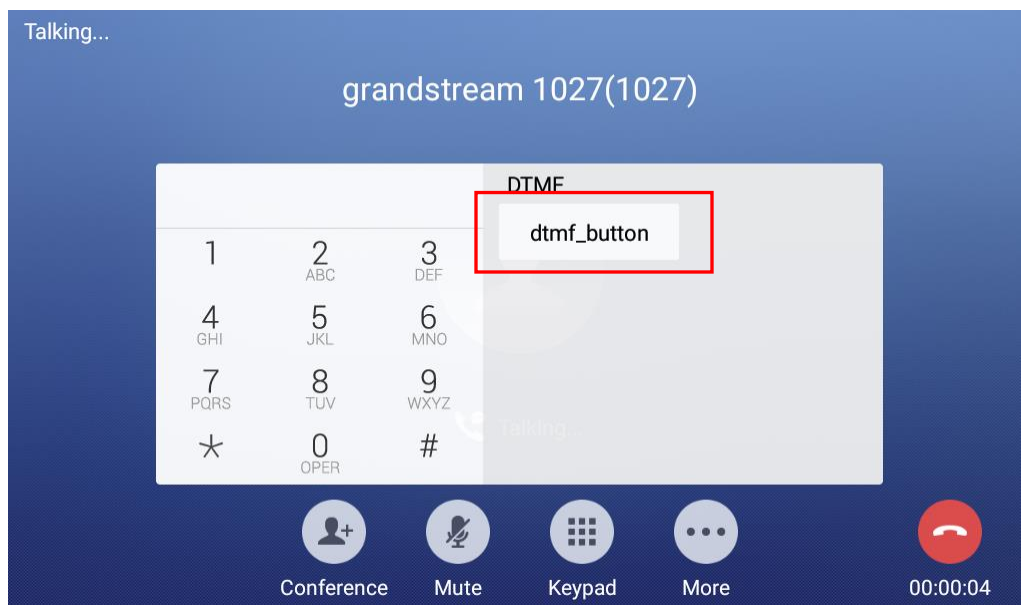 Talking...
grandstream 1027(1027)
DTMF
dtmf_button
1 2 3
ABC DEF
4 5 6
GHI JKL MNO
7 8 9
PQRS TUV WXYZ
* 0 #
OPER
Talking...
Conference Mute Keypad More 00:00:04